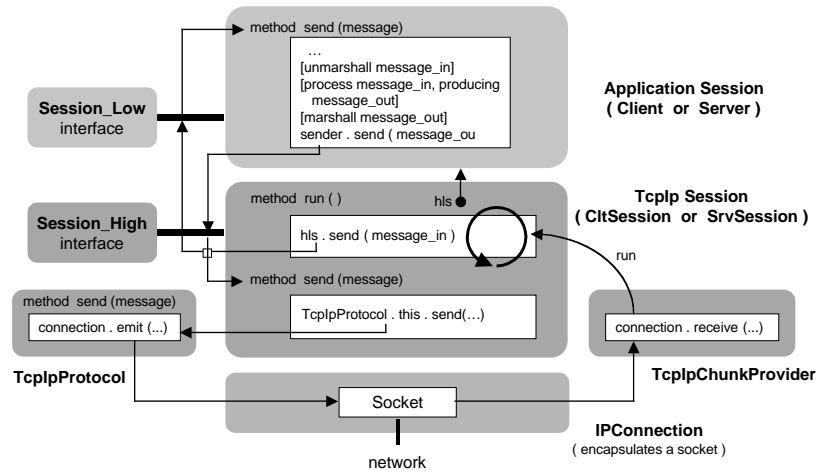 method send (message)
...
[unmarshall message_in]
[process message_in, producing
message_out]
[marshall message_out]
sender . send ( message_ou
Session_Low
interface
Application Session
( Client or Server )
method run ( )
hls
TcpIp Session
( CltSession or SrvSession )
Session_High
interface
hls . send ( message_in )
run
method send (message)
TcpIpProtocol . this . send(...)
method send (message)
connection . emit (...)
TcpIpProtocol
connection . receive (...)
TcpIpChunkProvider
Socket
IPConnection
( encapsulates a socket )
network